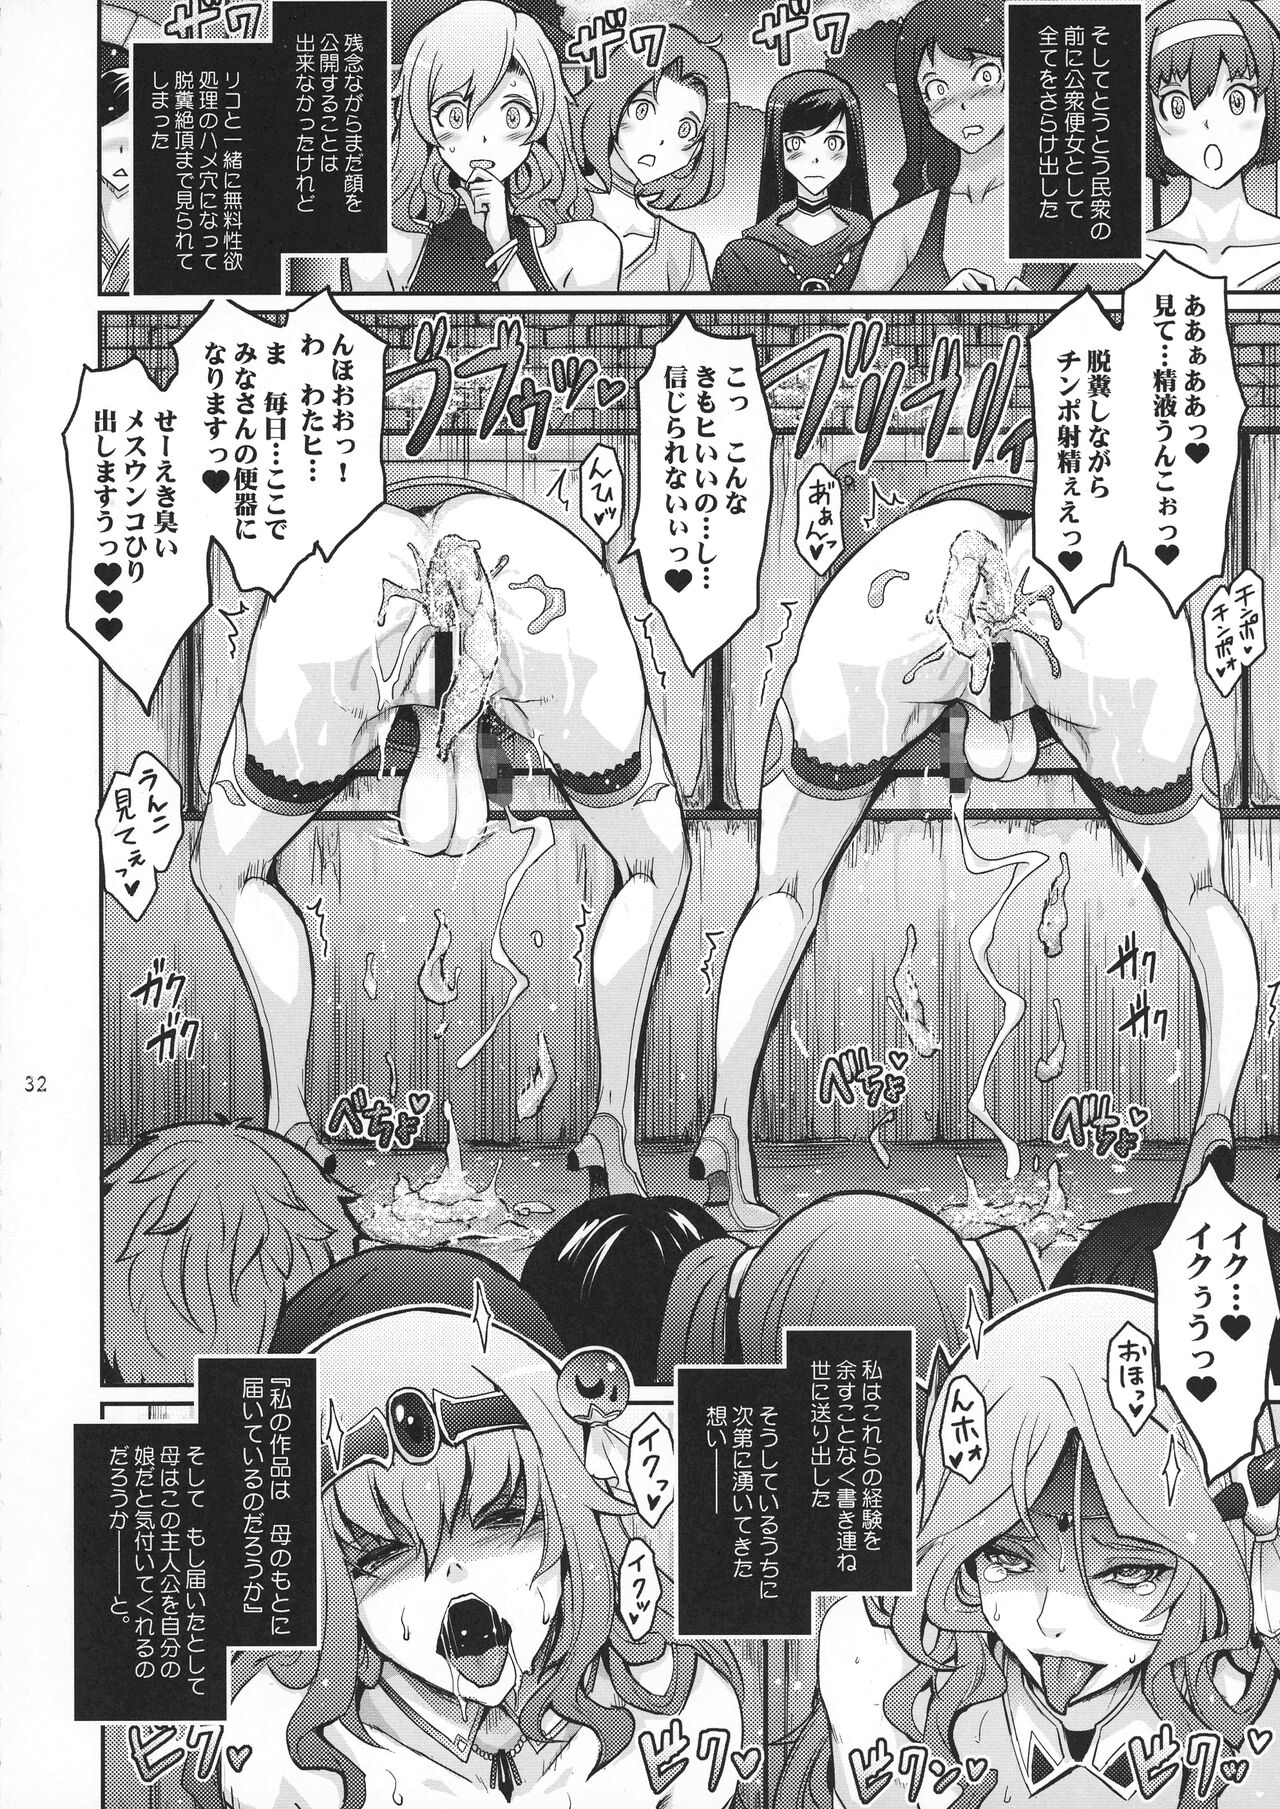 そしてとうとう民衆の
前に公衆便女として
全てをさらけ出した
ザワ
ザワ
ザワ
残念ながらまだ顔を
公開することは
出来なかったけれど
リコと一緒に無料性欲
処理のハメ穴になって
脱糞絶頂まで見られて
しまった
ああぁああっ♥
見て…精液うんこぉっ♥
脱糞しながら
チンポ射精ぇえっ♥
チンポ♥
チンポォ♥
こっ こんな
きもヒいいの…し…
信じられないぃっ♥
んひっ♥
んほおおっ!
わ わたヒ…
ま 毎日…ここで
みなさんの便器に
なりますっ♥
せーえき臭い
メスウンコひり
出しますうっ♥♥♥
うんこ
見てぇっ♥
ガク
ガク
ガク
ガク
べちょ♥
べちょ♥
べちょ♥
イク…♥
イクぅうっ♥
おほっ♥
んホォ♥
私はこれらの経験を
余すことなく書き連ね
世に送り出した
そうしているうちに
次第に湧いてきた
想い――
イクっ♥
イクッ♥
『私の作品は 母のもとに
届いているのだろうか』
そして もし届いたとして
母はこの主人公を自分の
娘だと気付いてくれるの
だろうか――と。
ビクッ♥
ビクンッ♥
ビクッ♥
ビクッ♥
32